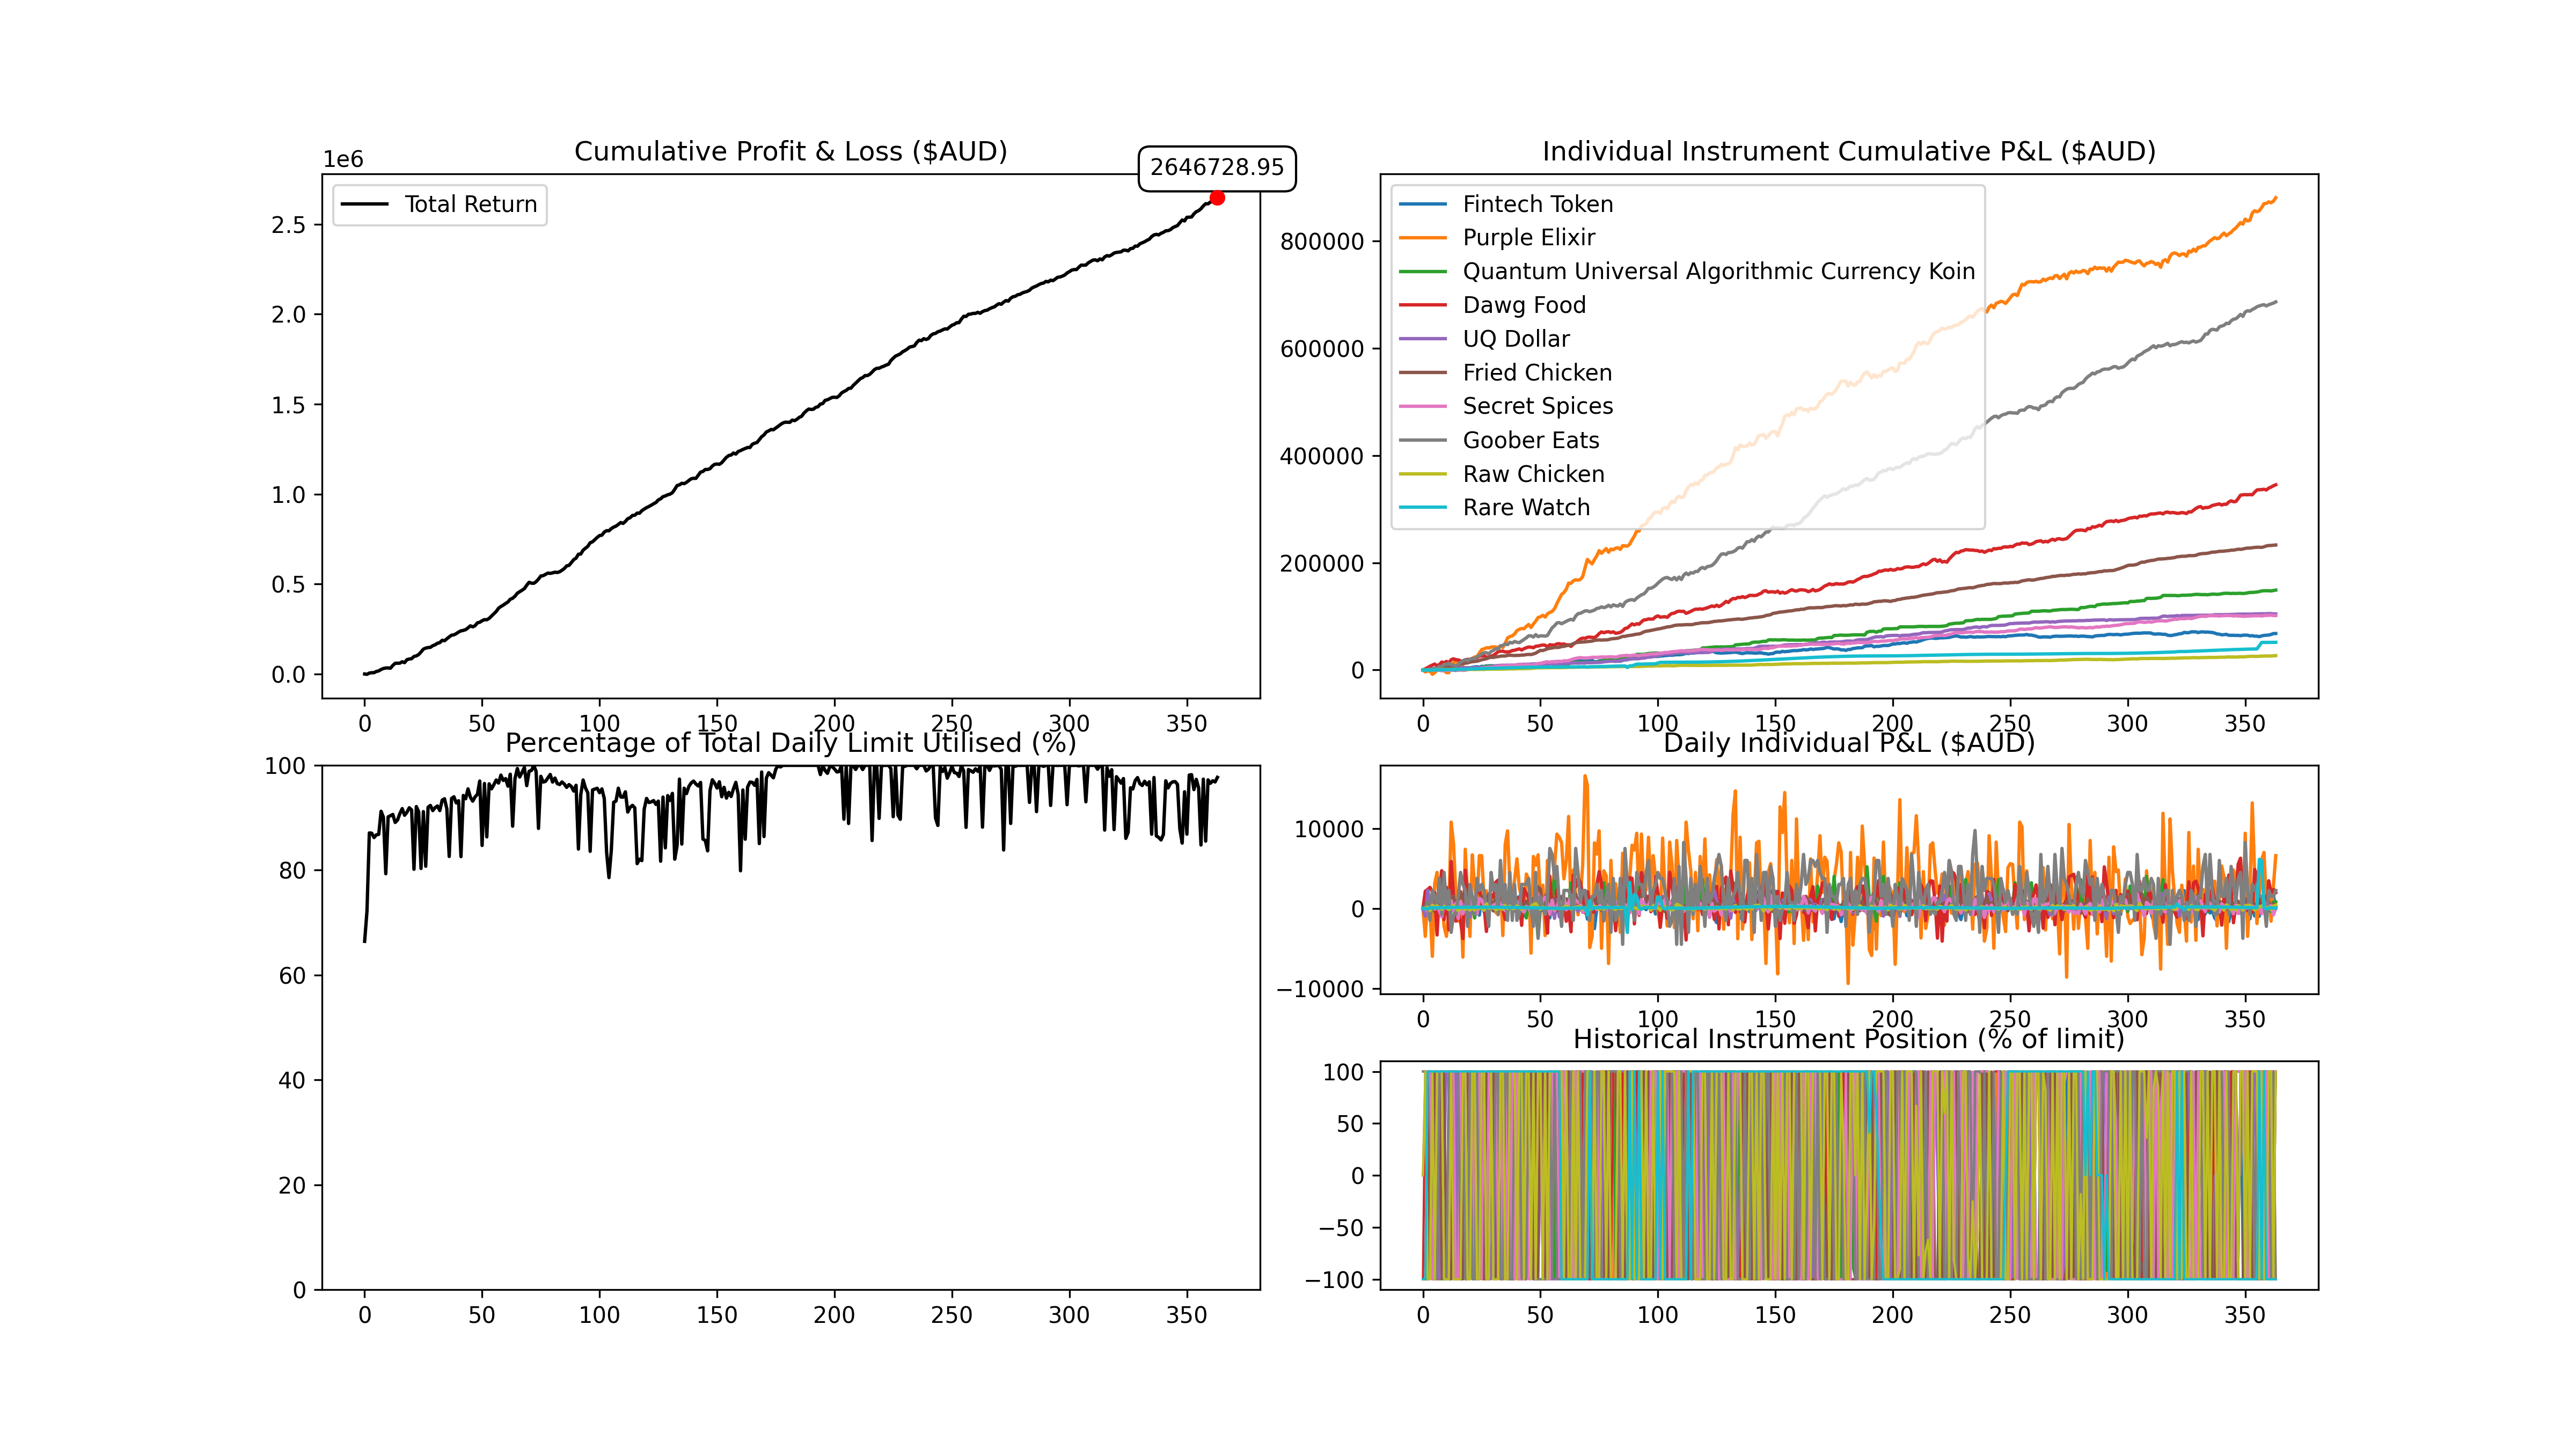 Cumulative Profit & Loss ($AUD)
1e6
2646728.95
Total Return
2.5
2.0
1.5
1.0
0.5
0.0
0 50 100 150 200 250 300 350
Individual Instrument Cumulative P&L ($AUD)
Fintech Token
Purple Elixir
Quantum Universal Algorithmic Currency Koin
Dawg Food
UQ Dollar
Fried Chicken
Secret Spices
Goober Eats
Raw Chicken
Rare Watch
800000
600000
400000
200000
0
0 50 100 150 200 250 300 350
Percentage of Total Daily Limit Utilised (%)
100
80
60
40
20
0
0 50 100 150 200 250 300 350
Daily Individual P&L ($AUD)
10000
0
−10000
0 50 100 150 200 250 300 350
Historical Instrument Position (% of limit)
100
50
0
−50
−100
0 50 100 150 200 250 300 350